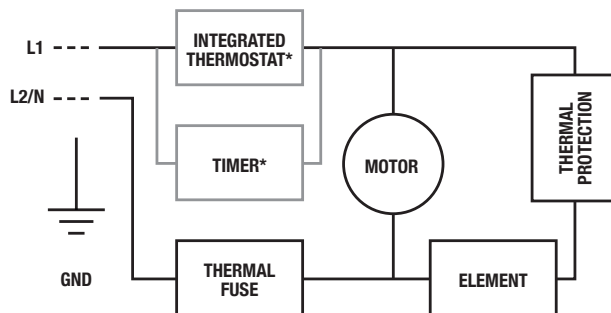 L1
INTEGRATED
THERMOSTAT*
L2/N
TIMER*
MOTOR
THERMAL
PROTECTION
GND
THERMAL
FUSE
ELEMENT